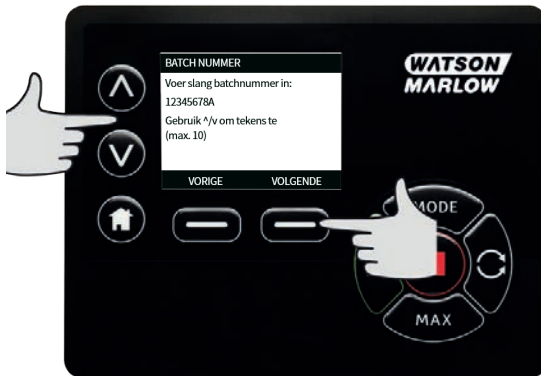 BATCH NUMMER
Voer slang batchnummer in:
12345678A
Gebruik ^/v om tekens te
(max. 10)
VORIGE VOLGENDE
WATSON
MARLOW
MODE
MAX